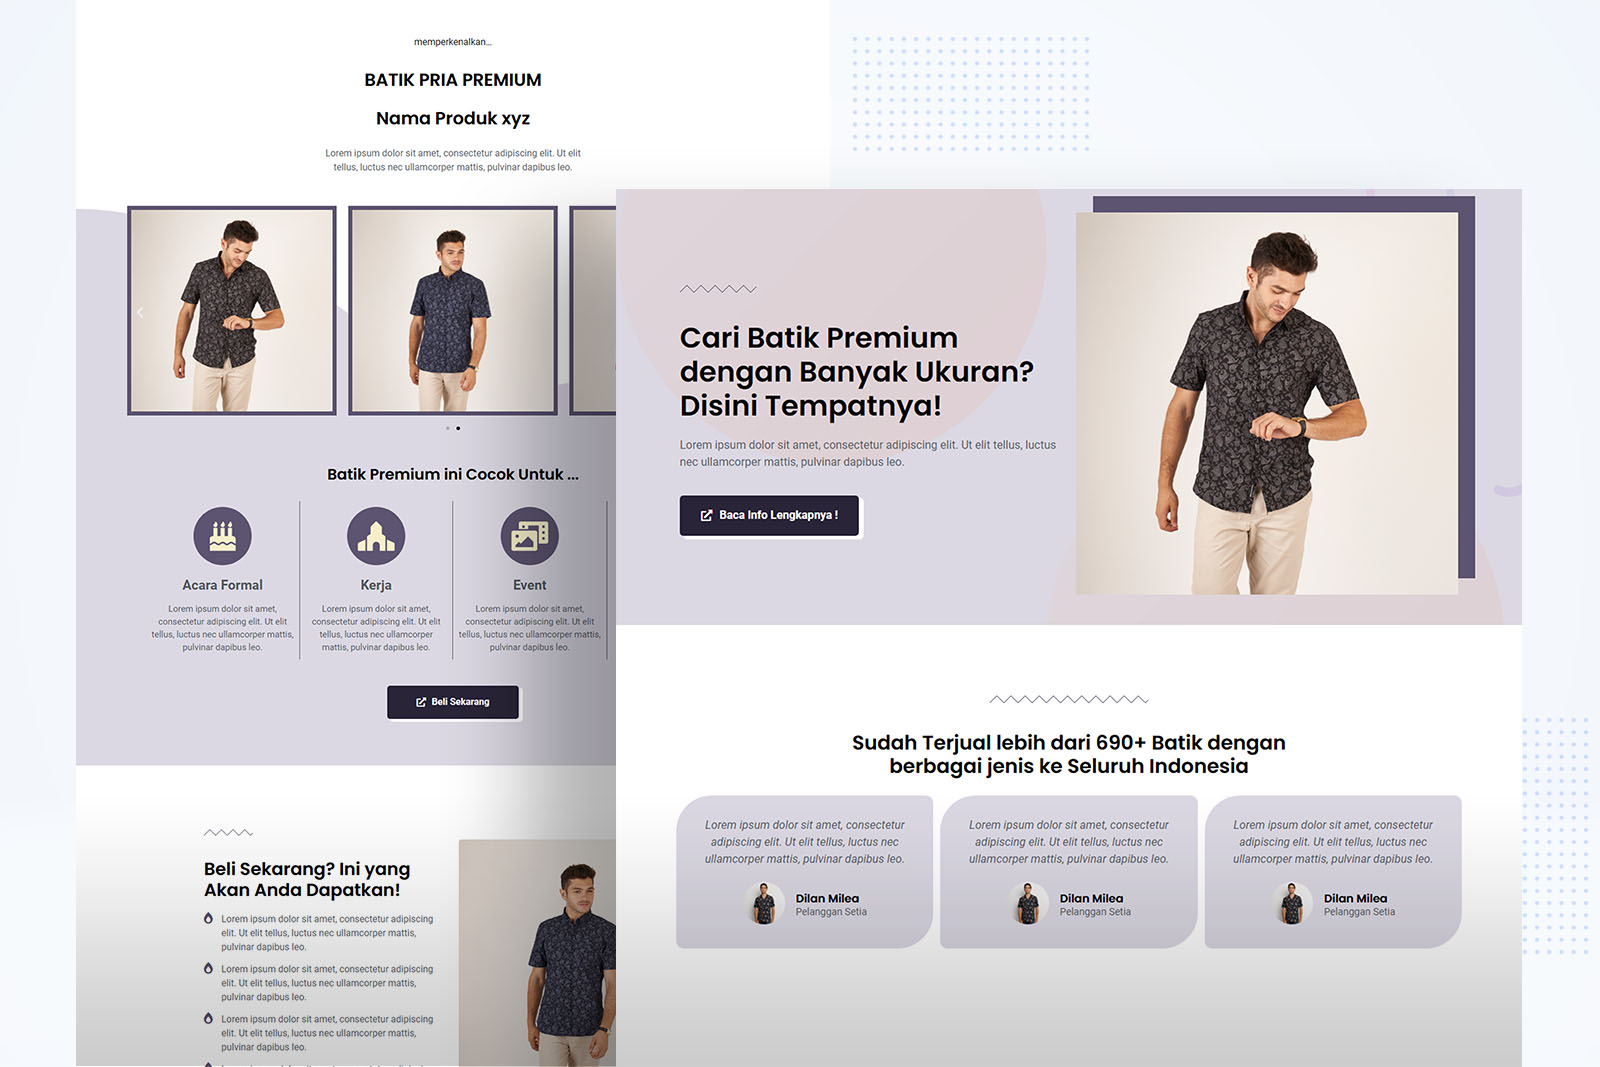 memperkenalkan...
BATIK PRIA PREMIUM
Nama Produk xyz
Lorem ipsum dolor sit amet, consectetur adipiscing elit. Ut elit
tellus, luctus nec ullamcorper mattis, pulvinar dapibus leo.
Batik Premium ini Cocok Untuk ...
Acara Formal
Lorem ipsum dolor sit amet,
consectetur adipiscing elit. Ut elit
tellus, luctus nec ullamcorper mattis,
pulvinar dapibus leo.
Kerja
Lorem ipsum dolor sit amet,
consectetur adipiscing elit. Ut elit
tellus, luctus nec ullamcorper
mattis, pulvinar dapibus leo.
Event
Lorem ipsum dolor sit amet,
consectetur adipiscing elit. Ut elit
tellus, luctus nec ullamcorper mattis,
pulvinar dapibus leo.
Beli Sekarang
Beli Sekarang? Ini yang
Akan Anda Dapatkan!
Lorem ipsum dolor sit amet, consectetur adipiscing
elit. Ut elit tellus, luctus nec ullamcorper mattis,
pulvinar dapibus leo.
Lorem ipsum dolor sit amet, consectetur adipiscing
elit. Ut elit tellus, luctus nec ullamcorper mattis,
pulvinar dapibus leo.
Lorem ipsum dolor sit amet, consectetur adipiscing
elit. Ut elit tellus, luctus nec ullamcorper mattis,
pulvinar dapibus leo.
Cari Batik Premium
dengan Banyak Ukuran?
Disini Tempatnya!
Lorem ipsum dolor sit amet, consectetur adipiscing elit. Ut elit tellus, luctus
nec ullamcorper mattis, pulvinar dapibus leo.
Baca Info Lengkapnya !
Sudah Terjual lebih dari 690+ Batik dengan
berbagai jenis ke Seluruh Indonesia
Lorem ipsum dolor sit amet, consectetur
adipiscing elit. Ut elit tellus, luctus nec
ullamcorper mattis, pulvinar dapibus leo.
Dilan Milea
Pelanggan Setia
Lorem ipsum dolor sit amet, consectetur
adipiscing elit. Ut elit tellus, luctus nec
ullamcorper mattis, pulvinar dapibus leo.
Dilan Milea
Pelanggan Setia
Lorem ipsum dolor sit amet, consectetur
adipiscing elit. Ut elit tellus, luctus nec
ullamcorper mattis, pulvinar dapibus leo.
Dilan Milea
Pelanggan Setia